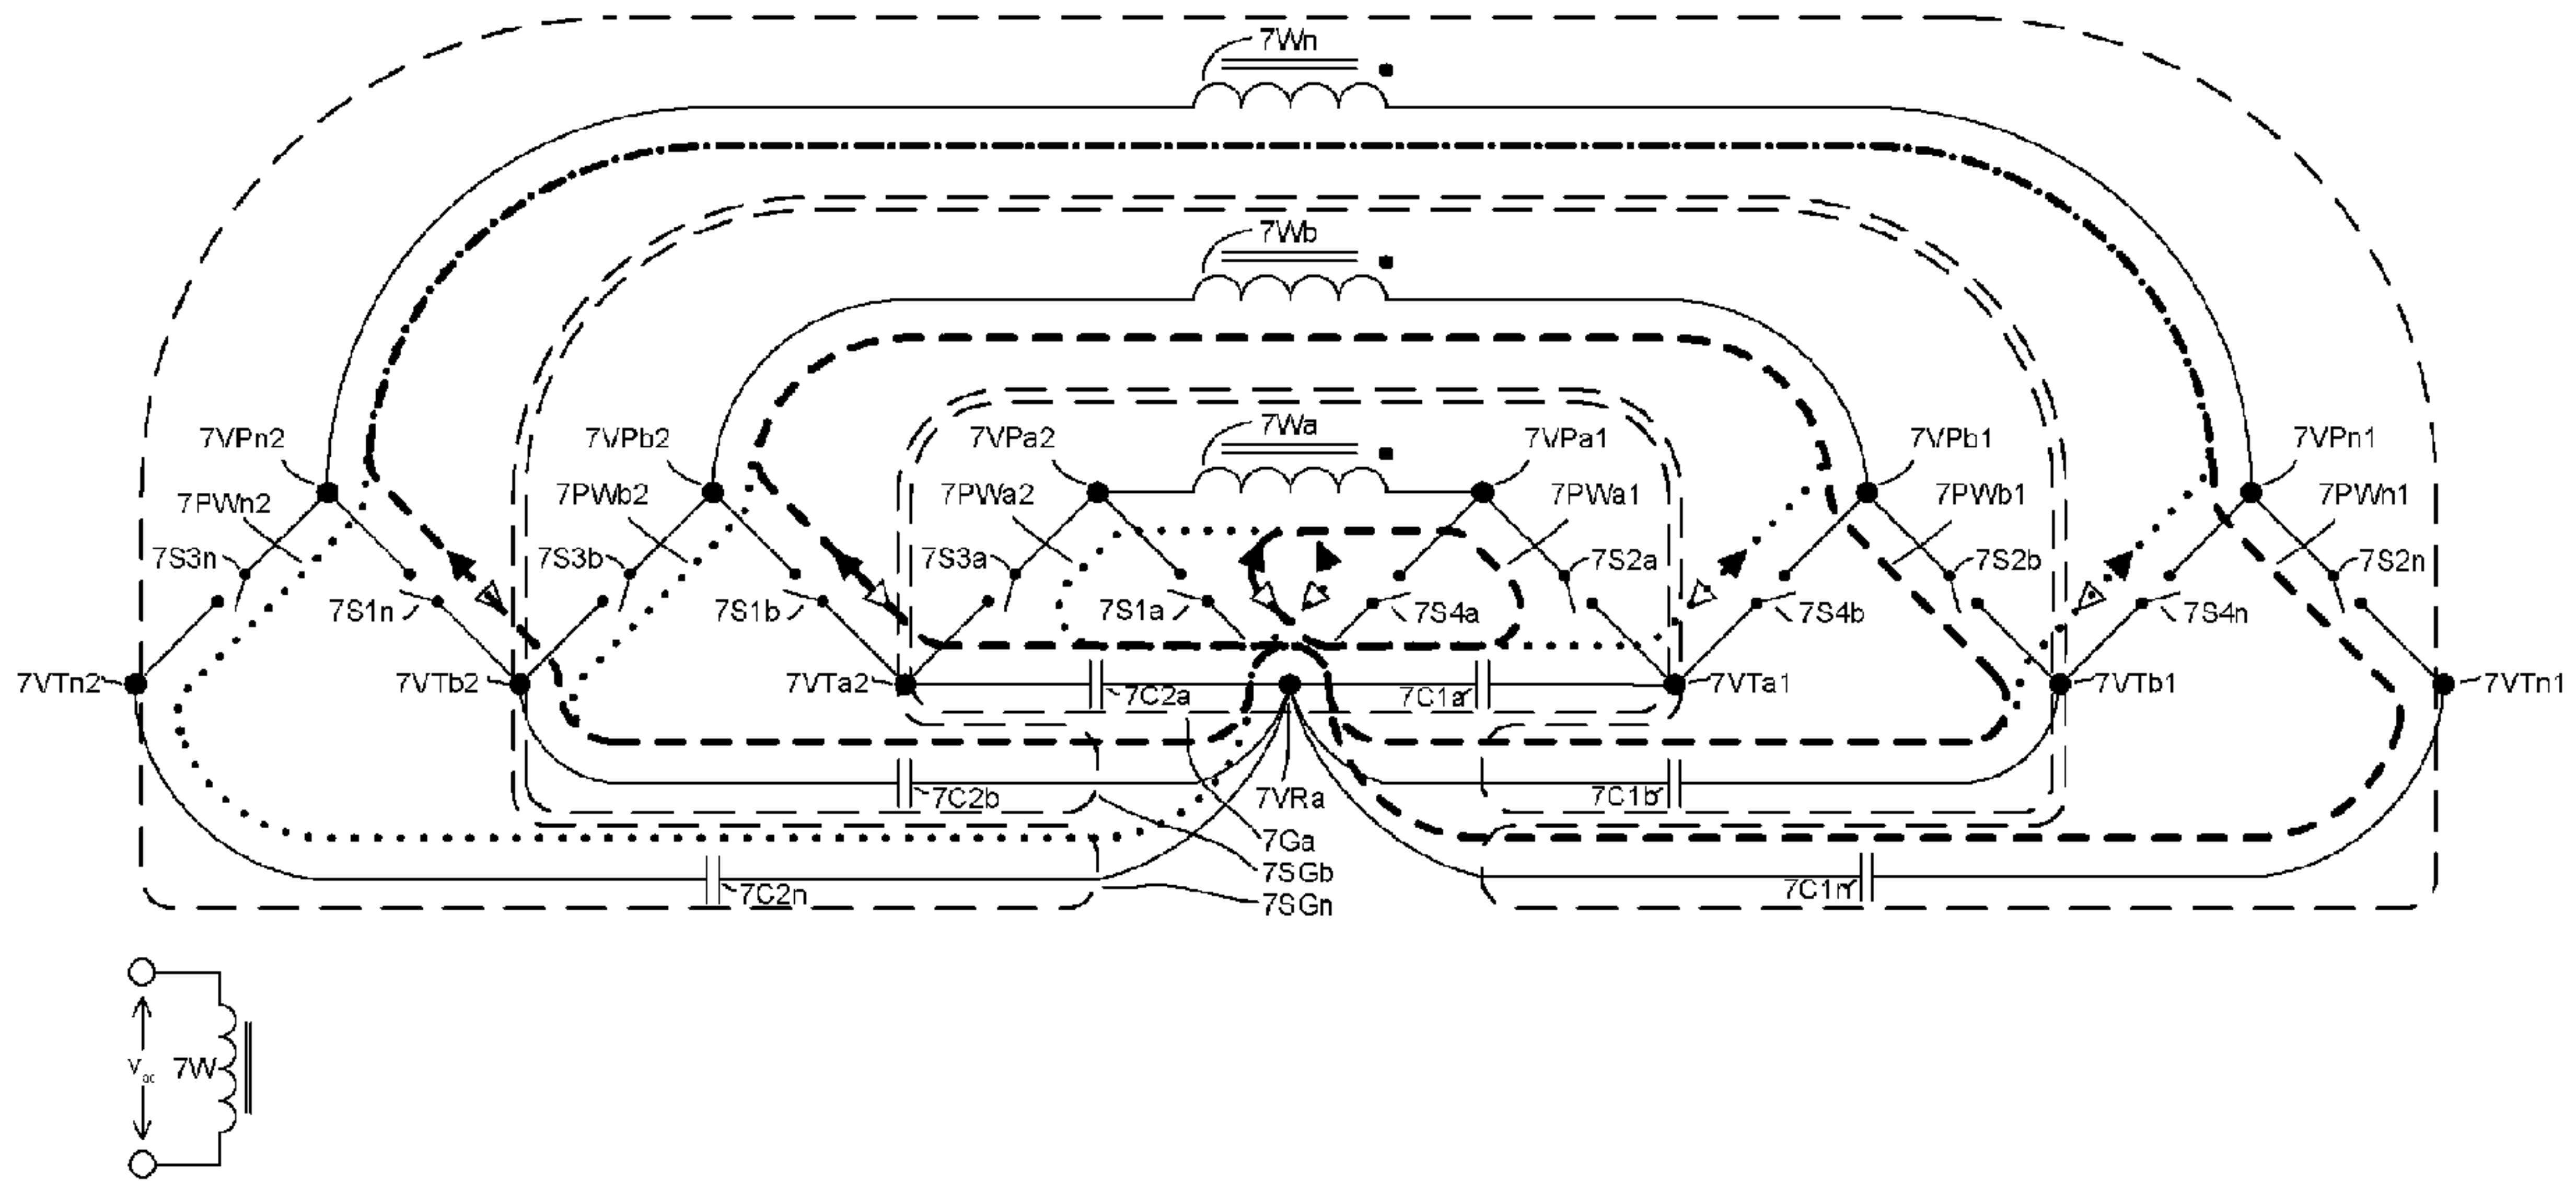 7Wn
7Wb
7Wa
7VPn2 7VPb2 7VPa2 7VPa1 7VPb1 7VPn1
7PWn2 7PWb2 7PWa2 7PWa1 7PWb1 7PWn1
7S3n 7S3b 7S3a 7S2a 7S2b 7S2n
7S1n 7S1b 7S1a 7S4a 7S4b 7S4n
7VTn2 7VTb2 7VTa2 7C2a 7C1a 7VTa1 7VTb1 7VTn1
7C2b 7VRa 7C1b
7Ga
7SGb
7C2n 7SGn 7C1n
Vac 7W